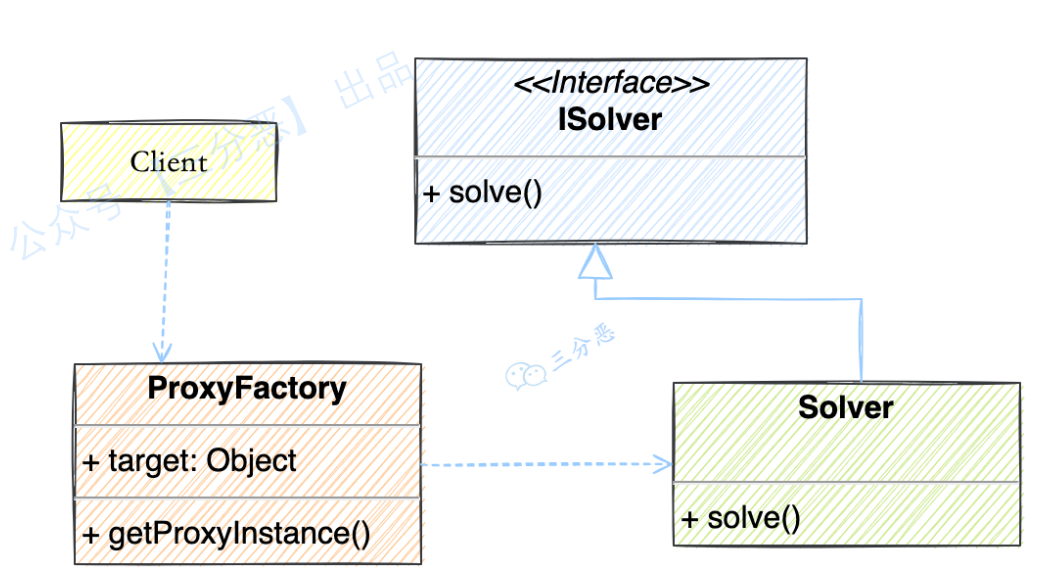 <<Interface>>
ISolver
+ solve()
Client
公众号【三分恶】出品
三分恶
ProxyFactory
+ target: Object
+ getProxyInstance()
Solver
+ solve()